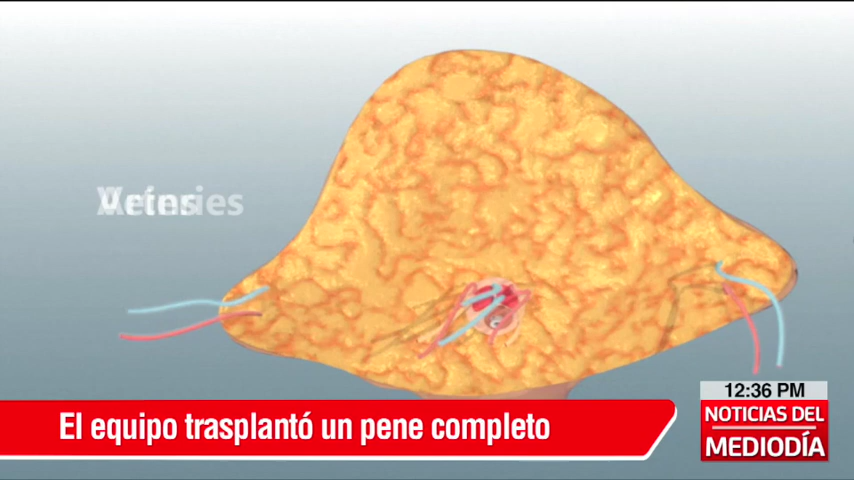 El equipo trasplantó un pene completo
12:36 PM
NOTICIAS DEL
MEDIODÍA